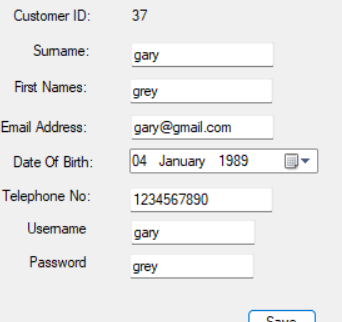 Customer ID: 37
Surname: gary
First Names: grey
Email Address: gary@gmail.com
Date Of Birth: 04 January 1989
Telephone No: 1234567890
Username gary
Password grey
Save